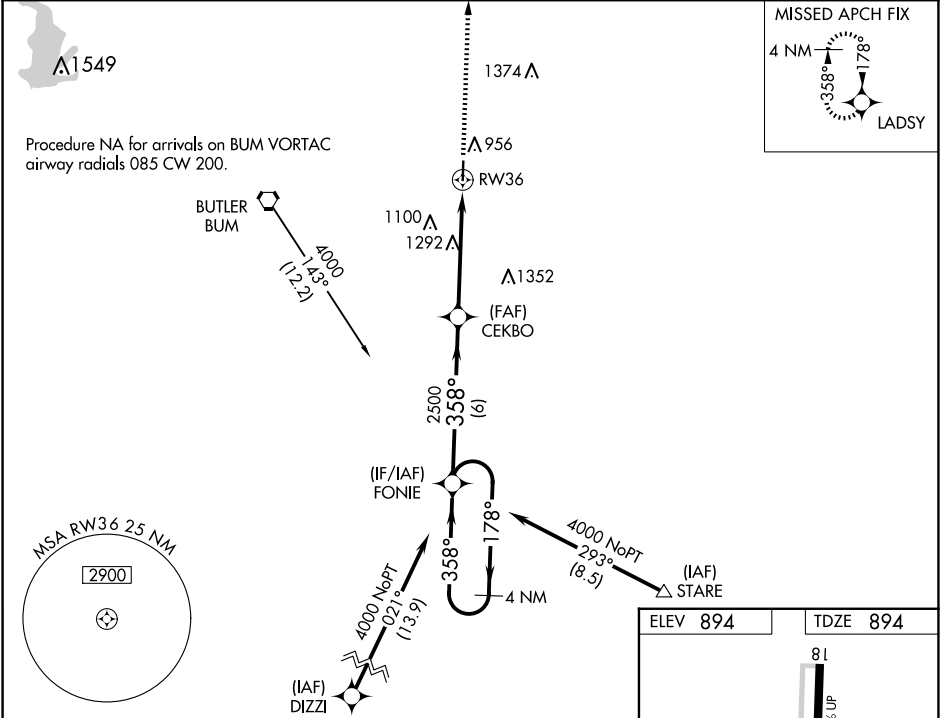 1549
Procedure NA for arrivals on BUM VORTAC
airway radials 085 CW 200.
1374
956
RW36
MISSED APCH FIX
4 NM
358°
178°
LADSY
BUTLER
BUM
4000
143°
(12.2)
1100
1292
1352
(FAF)
CEKBO
2500
358°
(6)
(IF/IAF)
FONIE
358°
178°
4 NM
4000 NoPT
293°
(8.5)
(IAF)
STARE
4000 NoPT
021°
(13.9)
(IAF)
DIZZI
MSA RW36 25 NM
2900
ELEV 894
TDZE 894
18
% UP